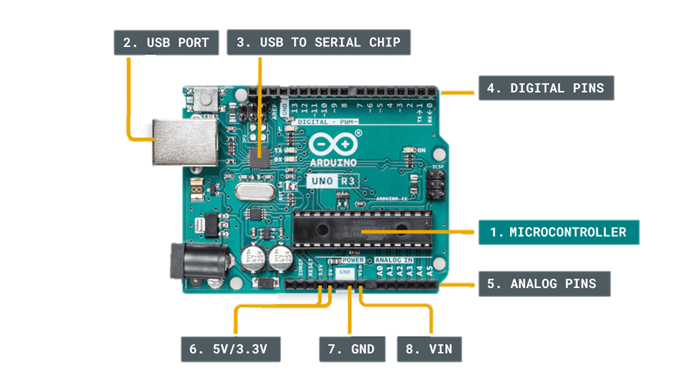 2. USB PORT
3. USB TO SERIAL CHIP
4. DIGITAL PINS
AREF
GND
13
12
~11
~10
~9
8
7
~6
~5
4
~3
2
TX→1
RX←0
DIGITAL (PWM~)
L
TX
RX
ON
ARDUINO
UNO R3
ICSP
ARDUINO.CC
1. MICROCONTROLLER
IOREF
RESET
3.3V
5V
POWER
GND
Vin
ANALOG IN
A0
A1
A2
A3
A4
A5
5. ANALOG PINS
6. 5V/3.3V
7. GND
8. VIN